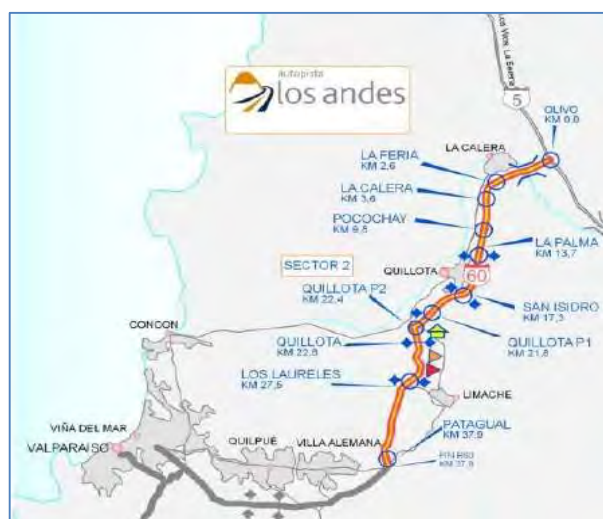 autopista
los andes
Los Vilos, La Serena
5
OLIVO
KM 0,0
LA CALERA
LA FERIA
KM 2,6
LA CALERA
KM 3,6
POCOCHAY
KM 9,8
LA PALMA
KM 13,7
SECTOR 2
QUILLOTA
60
QUILLOTA P2
KM 22,4
SAN ISIDRO
KM 17,3
CONCON
QUILLOTA
KM 22,8
QUILLOTA P1
KM 21,8
LOS LAURELES
KM 27,5
LIMACHE
VIÑA DEL MAR
QUILPUÉ
VILLA ALEMANA
PATAGUAL
KM 37,9
VALPARAISO